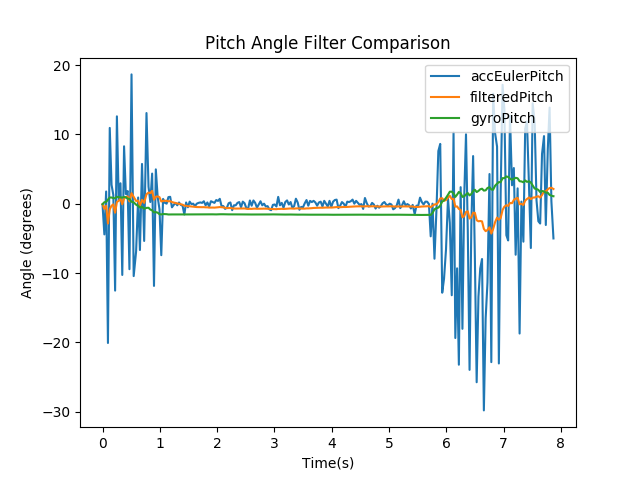 Pitch Angle Filter Comparison
accEulerPitch
filteredPitch
gyroPitch
Angle (degrees)
20
10
0
−10
−20
−30
0 1 2 3 4 5 6 7 8
Time(s)